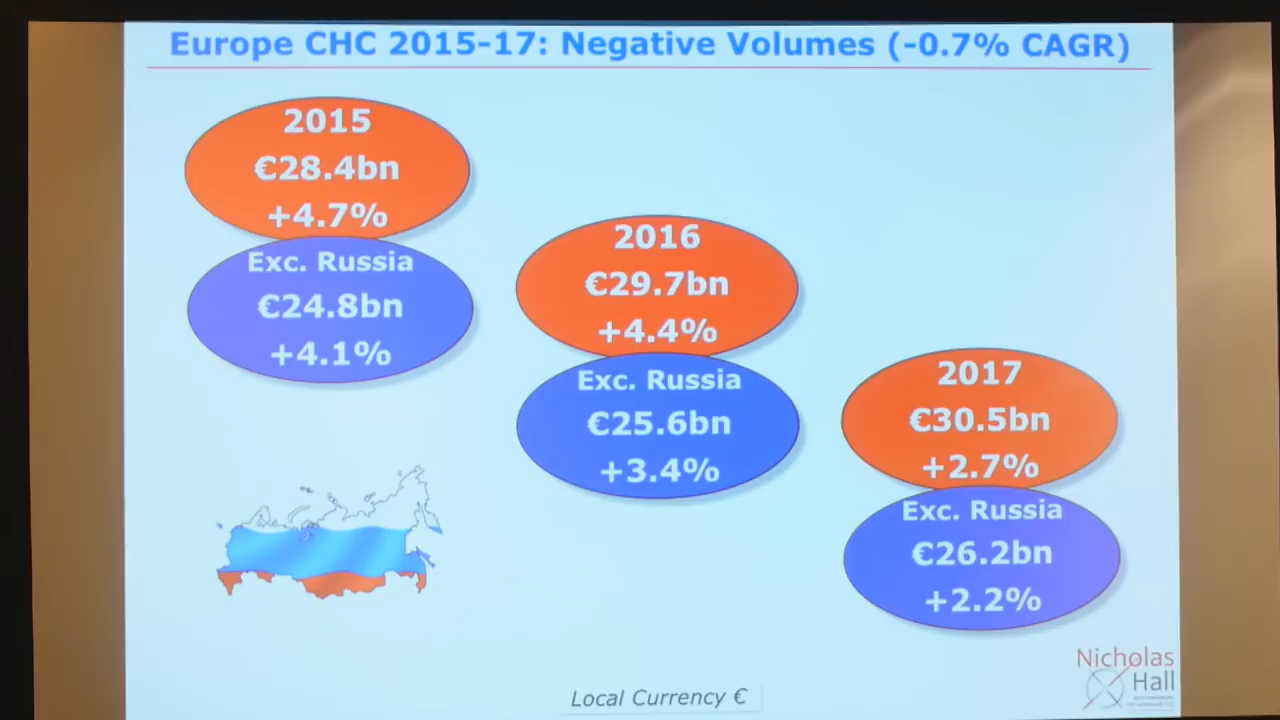 Europe CHC 2015-17: Negative Volumes (-0.7% CAGR)
2015
€28.4bn
+4.7%
Exc. Russia
€24.8bn
+4.1%
2016
€29.7bn
+4.4%
Exc. Russia
€25.6bn
+3.4%
2017
€30.5bn
+2.7%
Exc. Russia
€26.2bn
+2.2%
Local Currency €
Nicholas
Hall